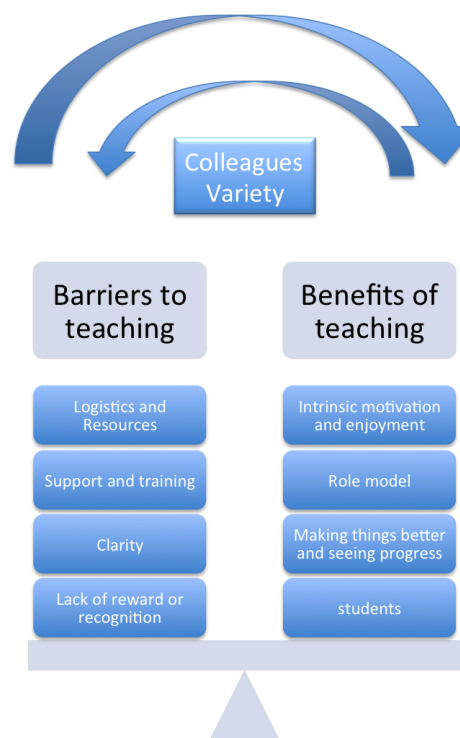 Colleagues
Variety
Barriers to
teaching
Logistics and
Resources
Support and training
Clarity
Lack of reward or
recognition
Benefits of
teaching
Intrinsic motivation
and enjoyment
Role model
Making things better
and seeing progress
students